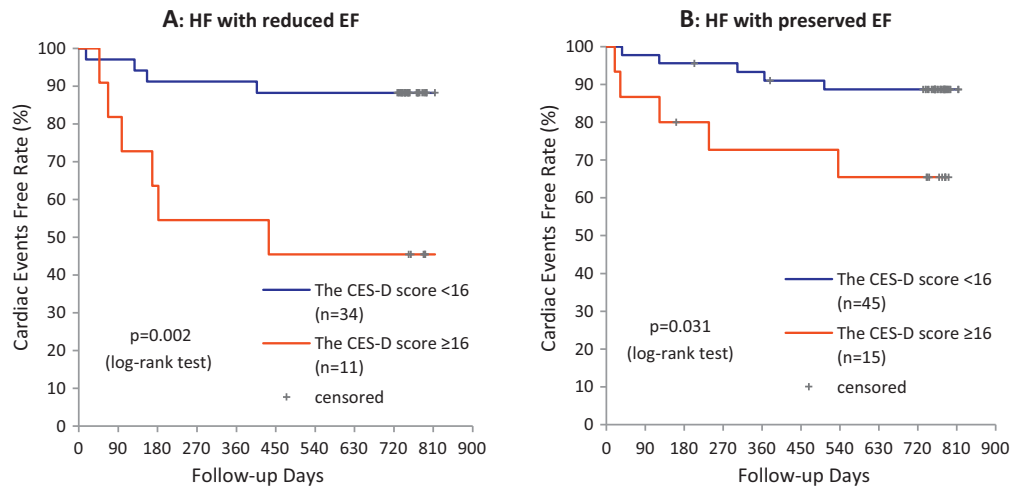 A: HF with reduced EF
Cardiac Events Free Rate (%)
100
90
80
70
60
50
40
30
20
10
0
0 90 180 270 360 450 540 630 720 810 900
Follow-up Days
The CES-D score <16
(n=34)
The CES-D score ≥16
(n=11)
censored
p=0.002
(log-rank test)
B: HF with preserved EF
Cardiac Events Free Rate (%)
100
90
80
70
60
50
40
30
20
10
0
0 90 180 270 360 450 540 630 720 810 900
Follow-up Days
The CES-D score <16
(n=45)
The CES-D score ≥16
(n=15)
censored
p=0.031
(log-rank test)